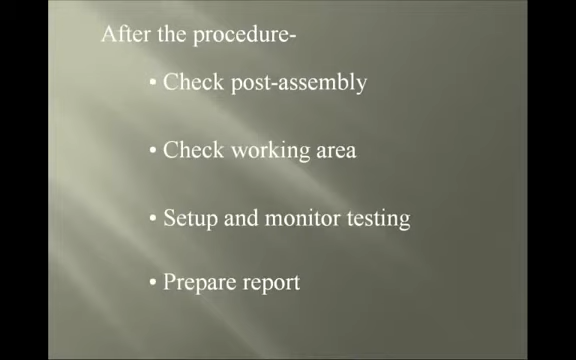 After the procedure-
• Check post-assembly
• Check working area
• Setup and monitor testing
• Prepare report